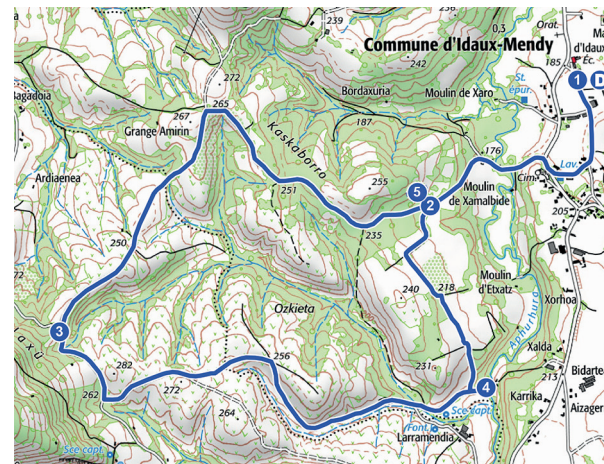 239
258
0,3
Orat.
Commune d'Idaux-Mendy
Ma
d'Idaux
185
Éc.
1
D
272
242
St.
épur.
Bordaxuria
Moulin de Xaro
265
267
Grange Amirin
187
Kaskaborro
176
Lav.
Ardiaenea
Cim.
251
255
5
2
Moulin
de Xamalbide
205
235
250
240
218
Moulin
d'Etxatz
Xorhoa
Ozkieta
Aphuchura
3
Xalda
282
256
231
4
213
Bidarte
272
262
264
Sce capt.
Karrika
Aizager
Font.
Larramendia
Sce capt.